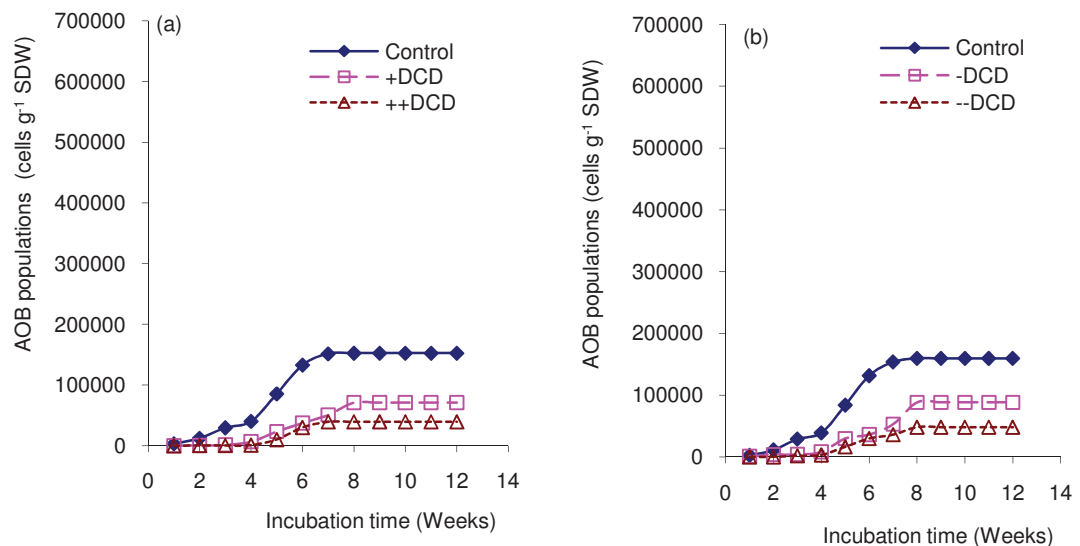 (a)
Control
+DCD
++DCD
AOB populations (cells g⁻¹ SDW)
700000
600000
500000
400000
300000
200000
100000
0
0 2 4 6 8 10 12 14
Incubation time (Weeks)
(b)
Control
-DCD
--DCD
AOB populations (cells g⁻¹ SDW)
700000
600000
500000
400000
300000
200000
100000
0
0 2 4 6 8 10 12 14
Incubation time (Weeks)